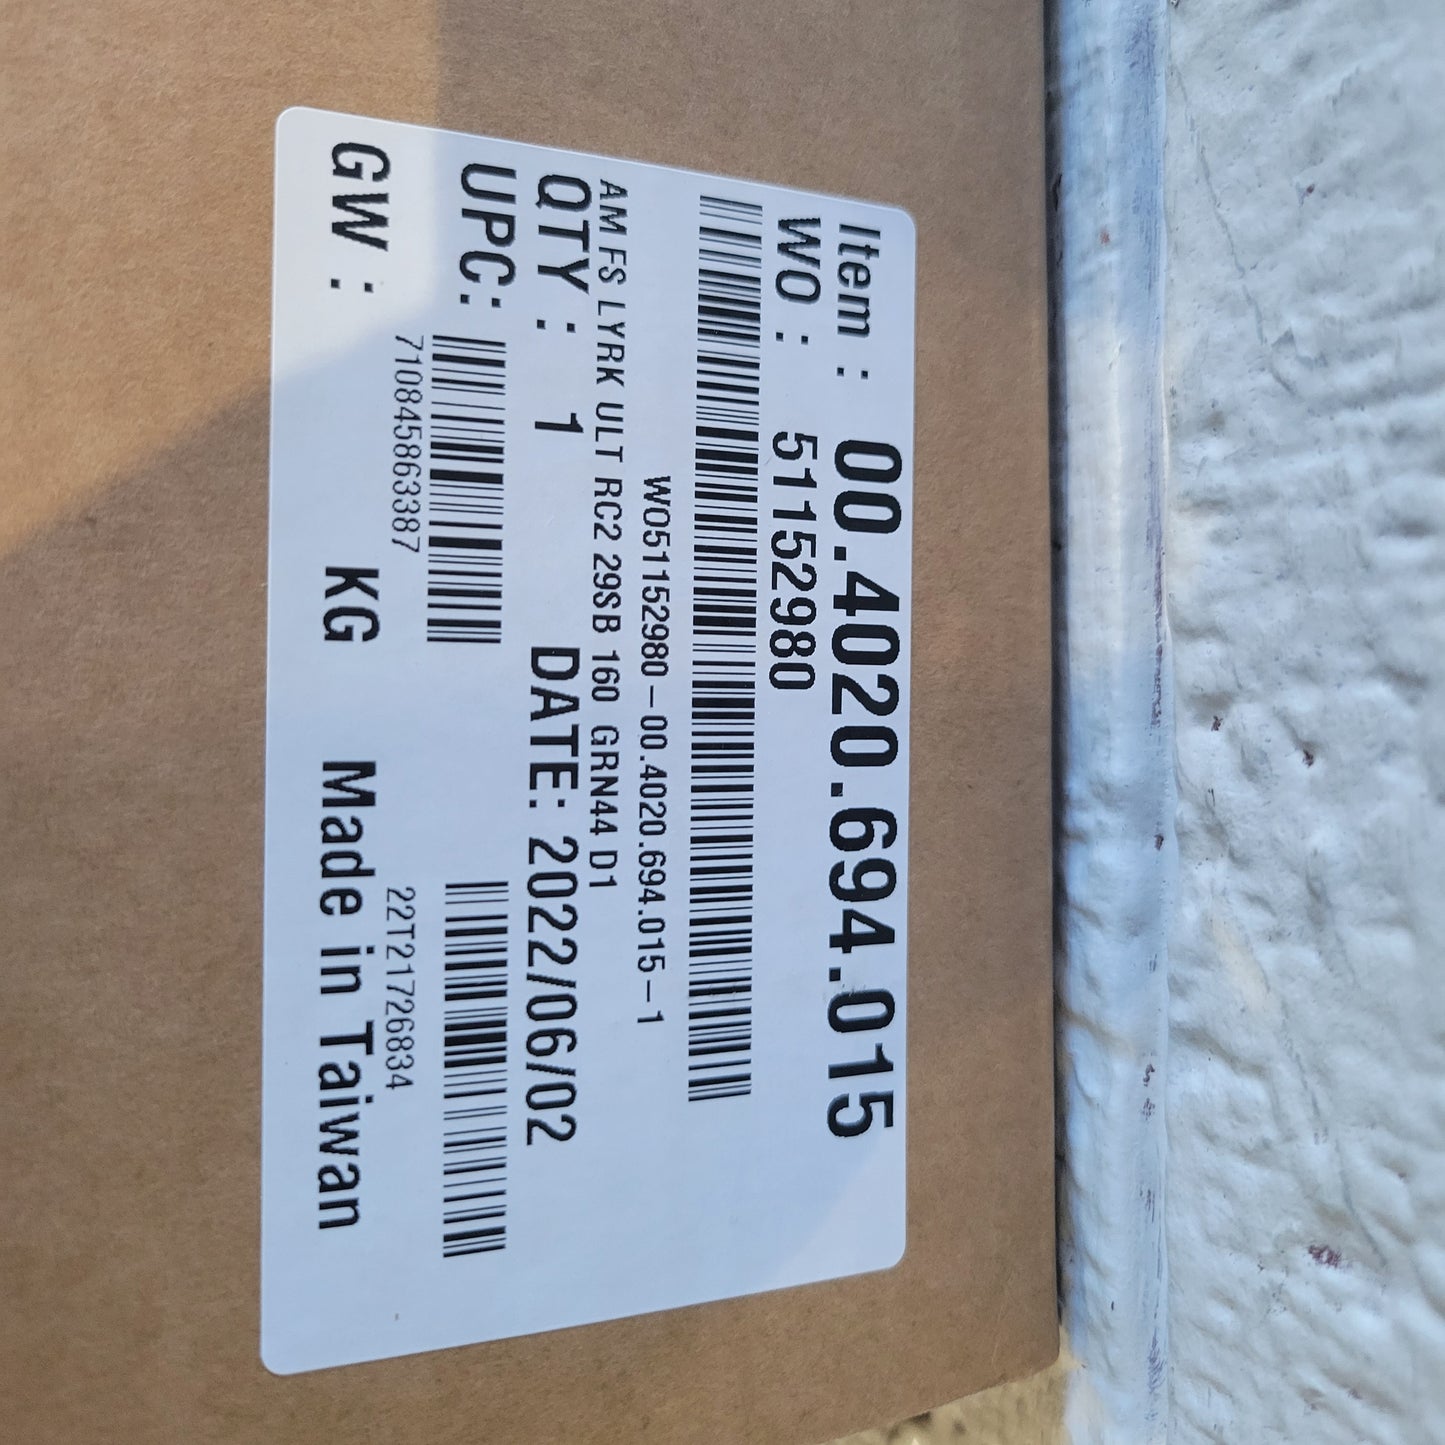 Item : 00.4020.694.015
WO : 51152980
WO51152980-00.4020.694.015-1
AM FS LYRK ULT RC2 29SB 160 GRN44 D1
QTY : 1 DATE: 2022/06/02
UPC:
710845863387 22T21726834
GW : KG Made in Taiwan